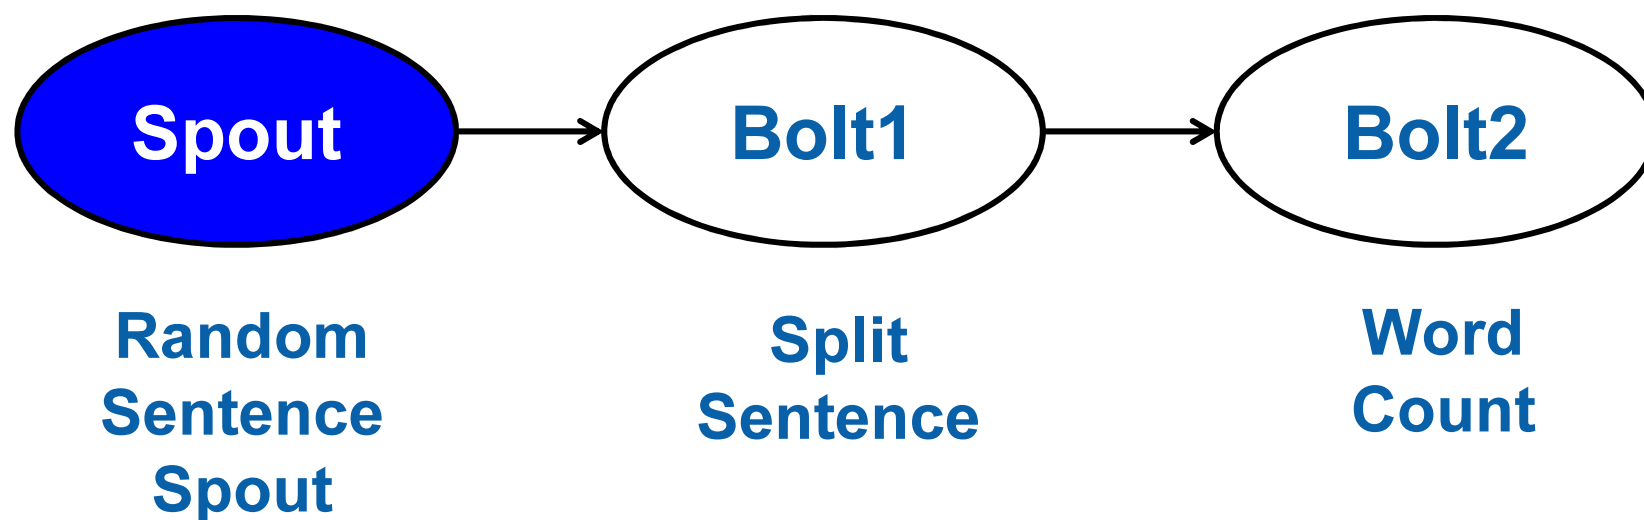 Spout
Bolt1
Bolt2
Random
Sentence
Spout
Split
Sentence
Word
Count